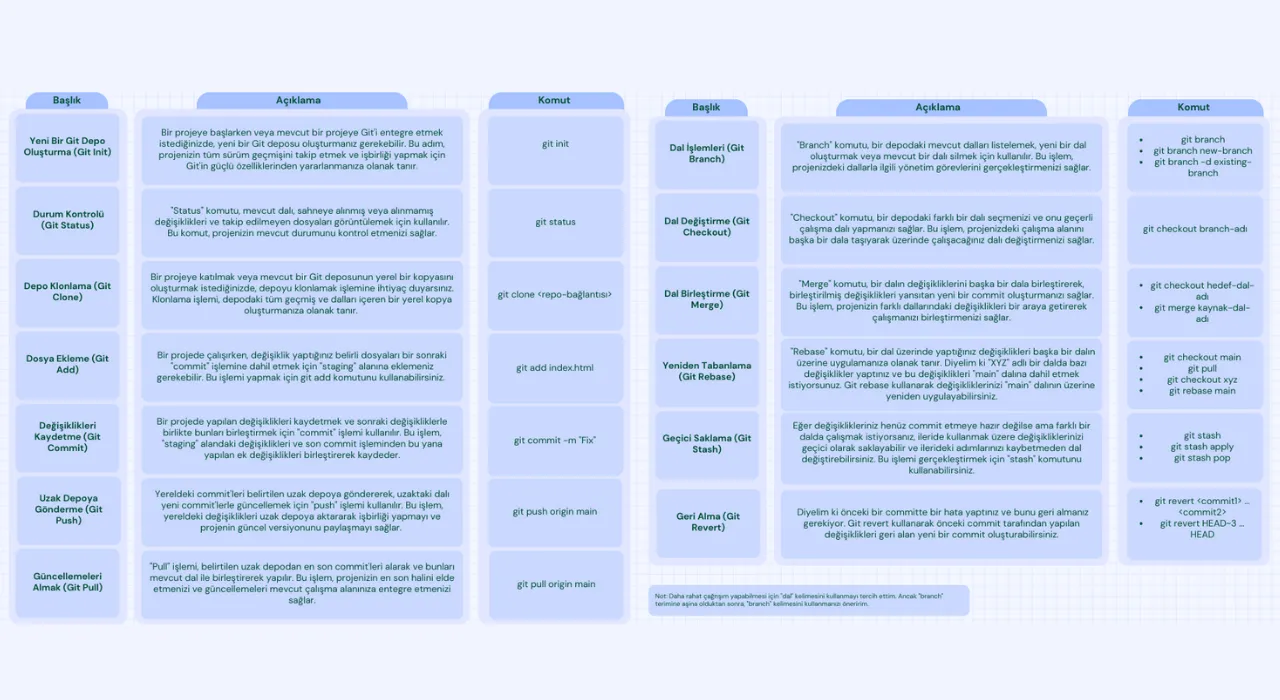 Başlık
Açıklama
Komut
Yeni Bir Git Depo
Oluşturma (Git Init)
Bir projeye başlarken veya mevcut bir projeye Git'i entegre etmek
istediğinizde, yeni bir Git deposu oluşturmanız gerekebilir. Bu adım,
projenizin tüm sürüm geçmişini takip etmek ve işbirliği yapmak için
Git'in güçlü özelliklerinden yararlanmanıza olanak tanır.
git init
Durum Kontrolü
(Git Status)
"Status" komutu, mevcut dalı, sahneye alınmış veya alınmamış
değişiklikleri ve takip edilmeyen dosyaları görüntülemek için kullanılır.
Bu komut, projenizin mevcut durumunu kontrol etmenizi sağlar.
git status
Depo Klonlama (Git
Clone)
Bir projeye katılmak veya mevcut bir Git deposunun yerel bir kopyasını
oluşturmak istediğinizde, depoyu klonlamak işlemine ihtiyaç duyarsınız.
Klonlama işlemi, depodaki tüm geçmiş ve dalları içeren bir yerel kopya
oluşturmanıza olanak tanır.
git clone <repo-bağlantısı>
Dosya Ekleme (Git
Add)
Bir projede çalışırken, değişiklik yaptığınız belirli dosyaları bir sonraki
"commit" işlemine dahil etmek için "staging" alanına eklemeniz
gerekebilir. Bu işlemi yapmak için git add komutunu kullanabilirsiniz.
git add index.html
Değişiklikleri
Kaydetme (Git
Commit)
Bir projede yapılan değişiklikleri kaydetmek ve sonraki değişikliklerle
birlikte bunları birleştirmek için "commit" işlemi kullanılır. Bu işlem,
"staging" alandaki değişiklikleri ve son commit işleminden bu yana
yapılan ek değişiklikleri birleştirerek kaydeder.
git commit -m "Fix"
Uzak Depoya
Gönderme (Git
Push)
Yereldeki commit'leri belirtilen uzak depoya göndererek, uzaktaki dalı
yeni commit'lerle güncellemek için "push" işlemi kullanılır. Bu işlem,
yereldeki değişiklikleri uzak depoya aktararak işbirliği yapmayı ve
projenin güncel versiyonunu paylaşmayı sağlar.
git push origin main
Güncellemeleri
Almak (Git Pull)
"Pull" işlemi, belirtilen uzak depodan en son commit'leri alarak ve bunları
mevcut dal ile birleştirerek yapılır. Bu işlem, projenizin en son halini elde
etmenizi ve güncellemeleri mevcut çalışma alanınıza entegre etmenizi
sağlar.
git pull origin main
Başlık
Açıklama
Komut
Dal İşlemleri (Git
Branch)
"Branch" komutu, bir depodaki mevcut dalları listelemek, yeni bir dal
oluşturmak veya mevcut bir dalı silmek için kullanılır. Bu işlem,
projenizdeki dallarla ilgili yönetim görevlerini gerçekleştirmenizi sağlar.
• git branch
• git branch new-branch
• git branch -d existing-
branch
Dal Değiştirme (Git
Checkout)
"Checkout" komutu, bir depodaki farklı bir dalı seçmenizi ve onu geçerli
çalışma dalı yapmanızı sağlar. Bu işlem, projenizdeki çalışma alanını
başka bir dala taşıyarak üzerinde çalışacağınız dalı değiştirmenizi sağlar.
git checkout branch-adı
Dal Birleştirme (Git
Merge)
"Merge" komutu, bir dalın değişikliklerini başka bir dala birleştirerek,
birleştirilmiş değişiklikleri yansıtan yeni bir commit oluşturmanızı sağlar.
Bu işlem, projenizin farklı dallarındaki değişiklikleri bir araya getirerek
çalışmanızı birleştirmenizi sağlar.
• git checkout hedef-dal-
adı
• git merge kaynak-dal-
adı
Yeniden Tabanlama
(Git Rebase)
"Rebase" komutu, bir dal üzerinde yaptığınız değişiklikleri başka bir dalın
üzerine uygulamanıza olanak tanır. Diyelim ki "XYZ" adlı bir dalda bazı
değişiklikler yaptınız ve bu değişiklikleri "main" dalına dahil etmek
istiyorsunuz. Git rebase kullanarak değişikliklerinizi "main" dalının üzerine
yeniden uygulayabilirsiniz.
• git checkout main
• git pull
• git checkout xyz
• git rebase main
Geçici Saklama (Git
Stash)
Eğer değişiklikleriniz henüz commit etmeye hazır değilse ama farklı bir
dalda çalışmak istiyorsanız, ileride kullanmak üzere değişikliklerinizi
geçici olarak saklayabilir ve ilerideki adımlarınızı kaybetmeden dal
değiştirebilirsiniz. Bu işlemi gerçekleştirmek için "stash" komutunu
kullanabilirsiniz.
• git stash
• git stash apply
• git stash pop
Geri Alma (Git
Revert)
Diyelim ki önceki bir committe bir hata yaptınız ve bunu geri almanız
gerekiyor. Git revert kullanarak önceki commit tarafından yapılan
değişiklikleri geri alan yeni bir commit oluşturabilirsiniz.
• git revert <commit1> ...
<commit2>
• git revert HEAD~3 ...
HEAD
Not: Daha rahat çağrışım yapabilmesi için "dal" kelimesini kullanmayı tercih ettim. Ancak "branch"
terimine aşina olduktan sonra, "branch" kelimesini kullanmanızı öneririm.